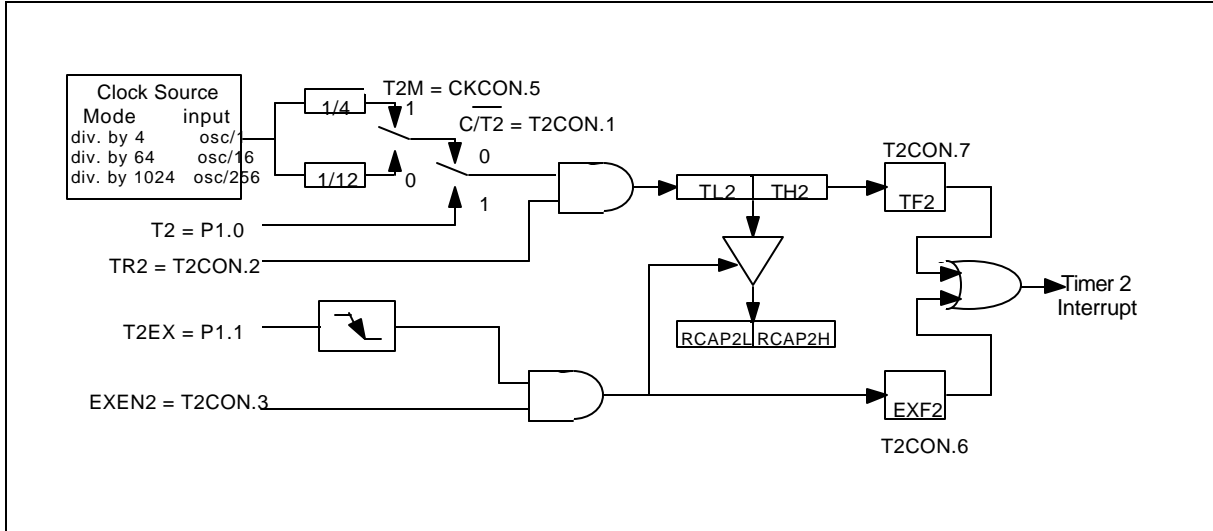 Clock Source
Mode input
div. by 4 osc/1
div. by 64 osc/16
div. by 1024 osc/256
1/4
1/12
T2M = CKCON.5
1
0
C/T2 = T2CON.1
0
1
T2 = P1.0
TR2 = T2CON.2
T2EX = P1.1
EXEN2 = T2CON.3
TL2 TH2
RCAP2L RCAP2H
T2CON.7
TF2
EXF2
T2CON.6
Timer 2
Interrupt